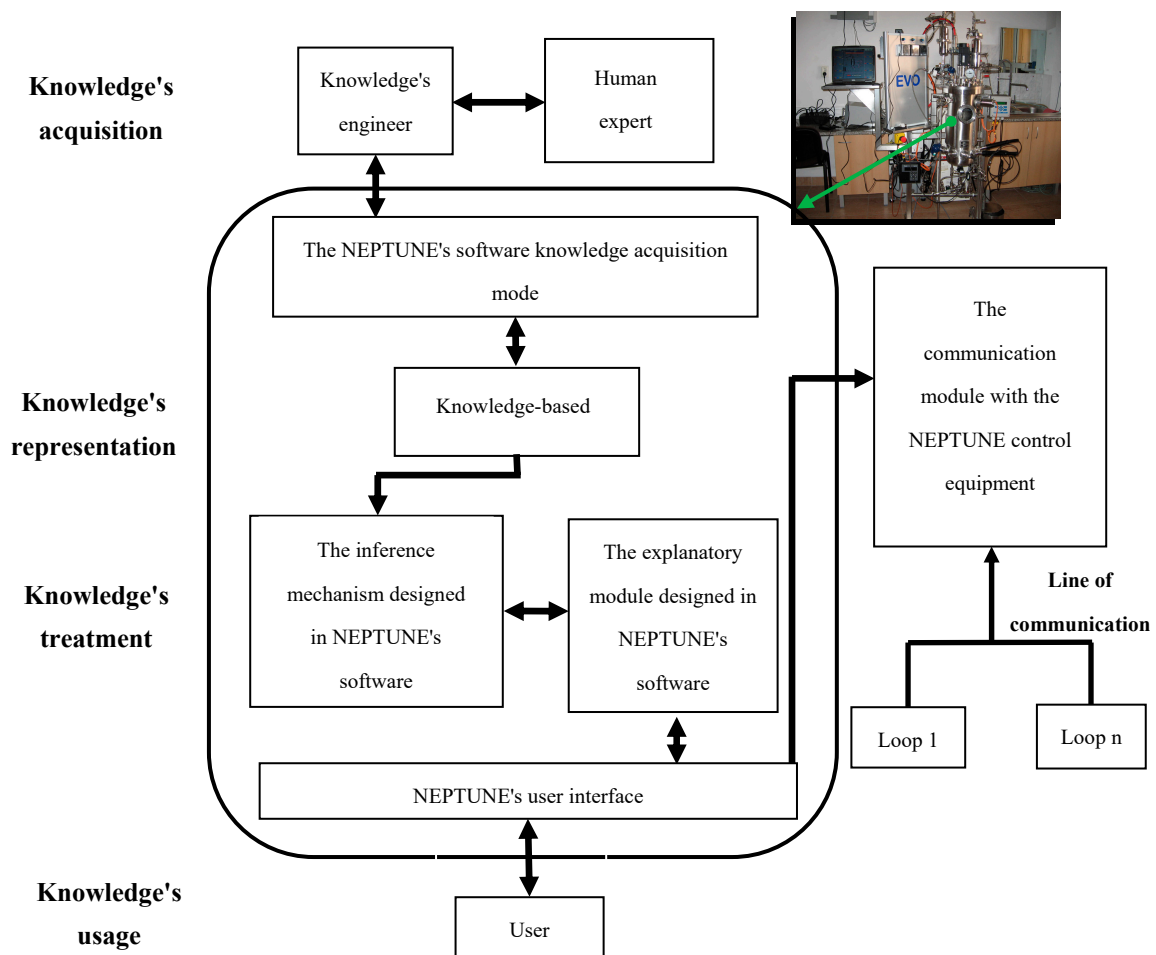 Knowledge's
acquisition
Knowledge's
engineer
Human
expert
EVO
The NEPTUNE's software knowledge acquisition
mode
The
communication
module with the
NEPTUNE control
equipment
Knowledge's
representation
Knowledge-based
Knowledge's
treatment
The inference
mechanism designed
in NEPTUNE's
software
The explanatory
module designed in
NEPTUNE's
software
Line of
communication
Loop 1
Loop n
NEPTUNE's user interface
Knowledge's
usage
User